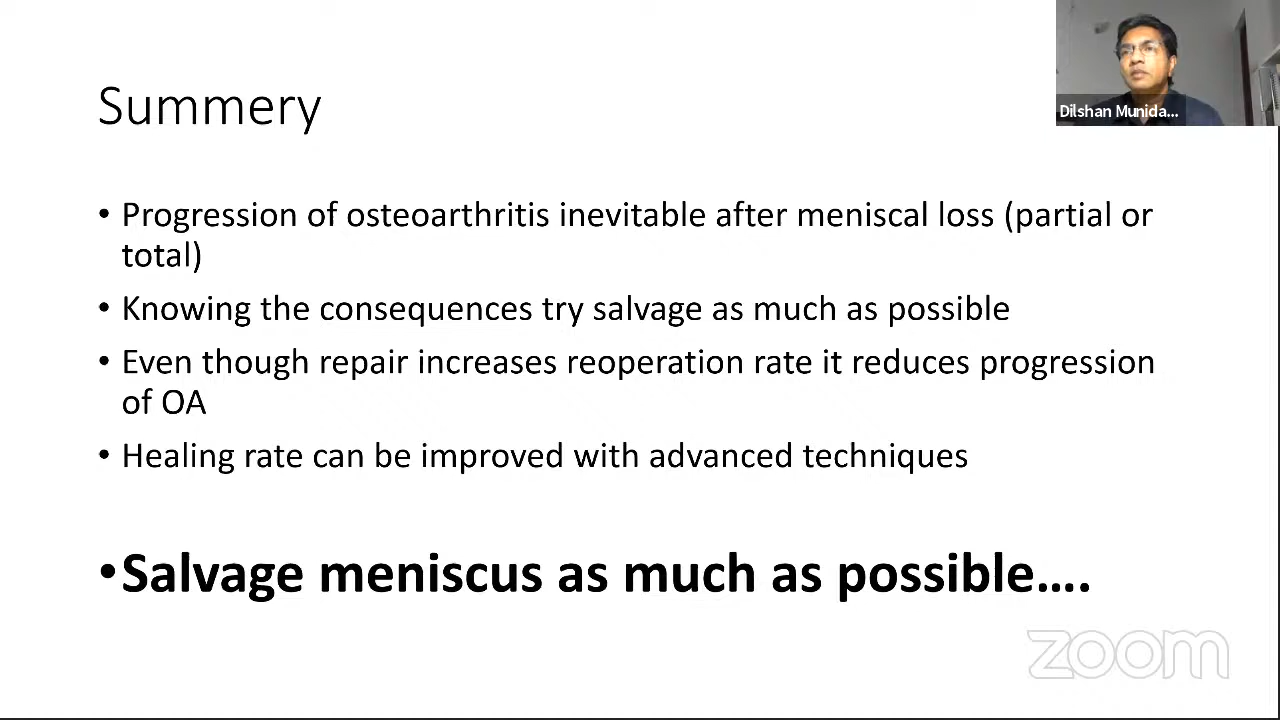 Summery
Dilshan Munida...
• Progression of osteoarthritis inevitable after meniscal loss (partial or
total)
• Knowing the consequences try salvage as much as possible
• Even though repair increases reoperation rate it reduces progression
of OA
• Healing rate can be improved with advanced techniques
•Salvage meniscus as much as possible....
zoom